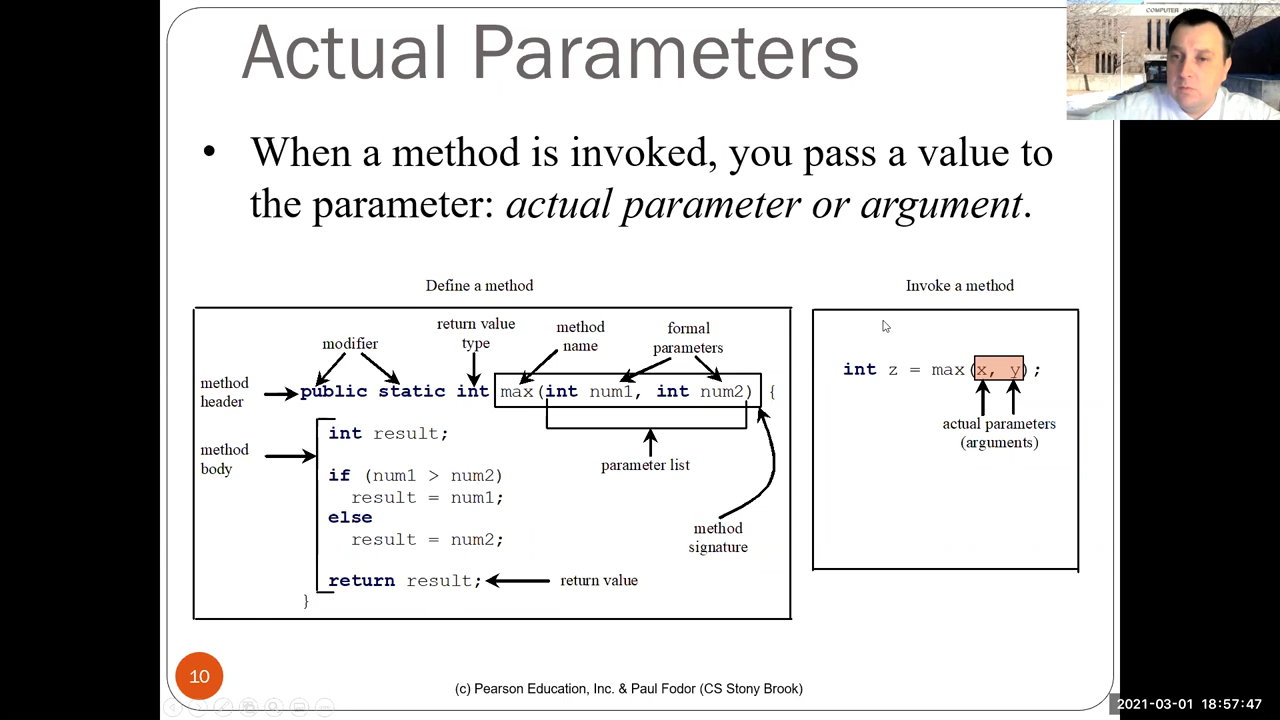 Actual Parameters
COMPUTER
• When a method is invoked, you pass a value to
the parameter: actual parameter or argument.
Define a method
modifier
return value
type
method
name
formal
parameters
method
header
public static int max(int num1, int num2) {
method
body
int result;
parameter list
if (num1 > num2)
result = num1;
else
result = num2;
method
signature
return result;
return value
}
Invoke a method
int z = max(x, y);
actual parameters
(arguments)
10
(c) Pearson Education, Inc. & Paul Fodor (CS Stony Brook)
2021-03-01 18:57:47